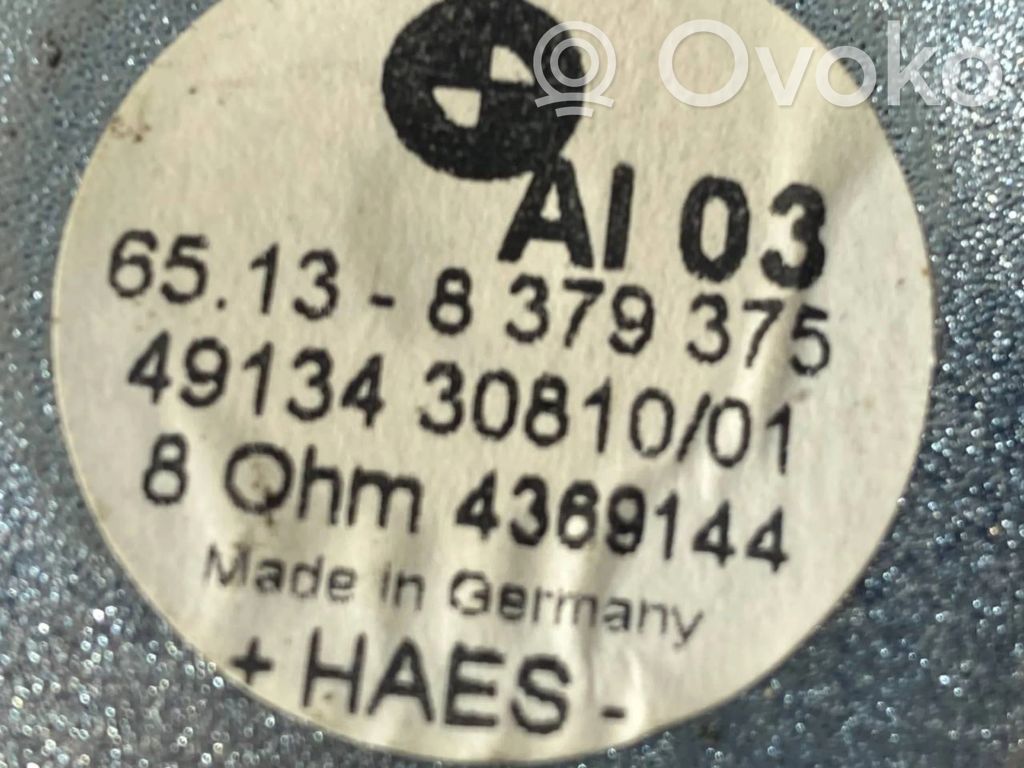 Ovoko
AI 03
65.13 - 8 379 375
49134 30810/01
8 Ohm 4369144
Made in Germany
+ HAES -